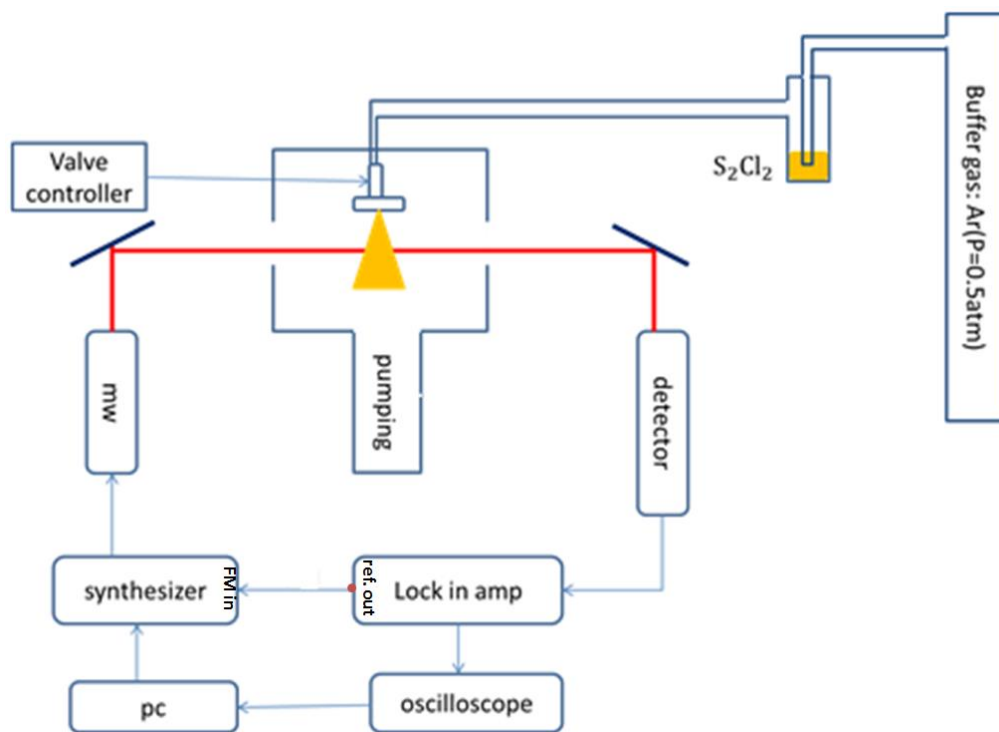 Valve
controller
S₂Cl₂
Buffer gas: Ar(P=0.5atm)
mw
pumping
detector
synthesizer
FM in
ref. out
Lock in amp
pc
oscilloscope